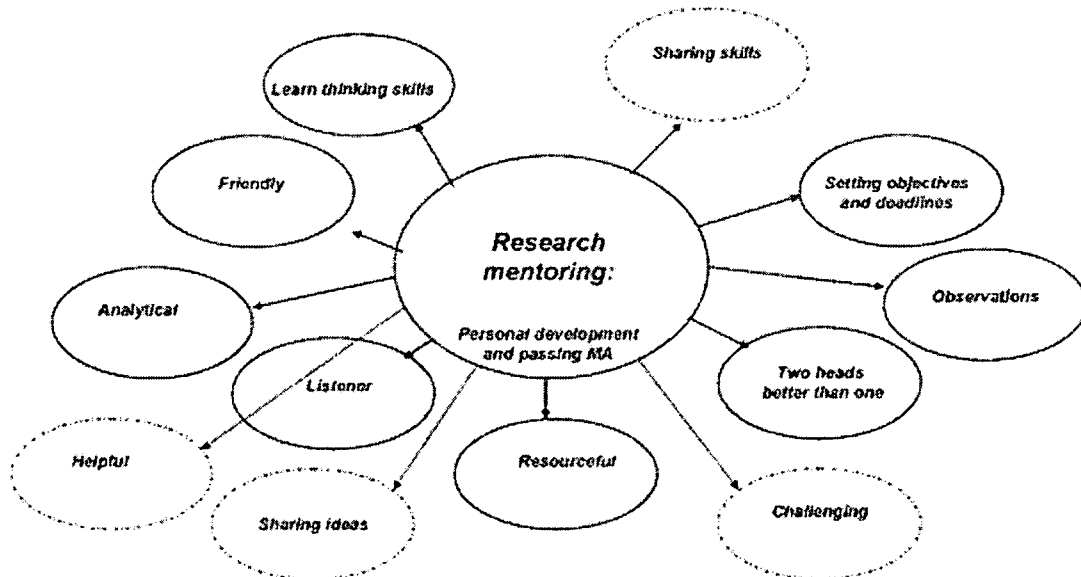 Sharing skills
Learn thinking skills
Friendly
Setting objectives
and deadlines
Research
mentoring:
Analytical
Observations
Personal development
and passing MA
Listener
Two heads
better than one
Helpful
Resourceful
Sharing ideas
Challenging